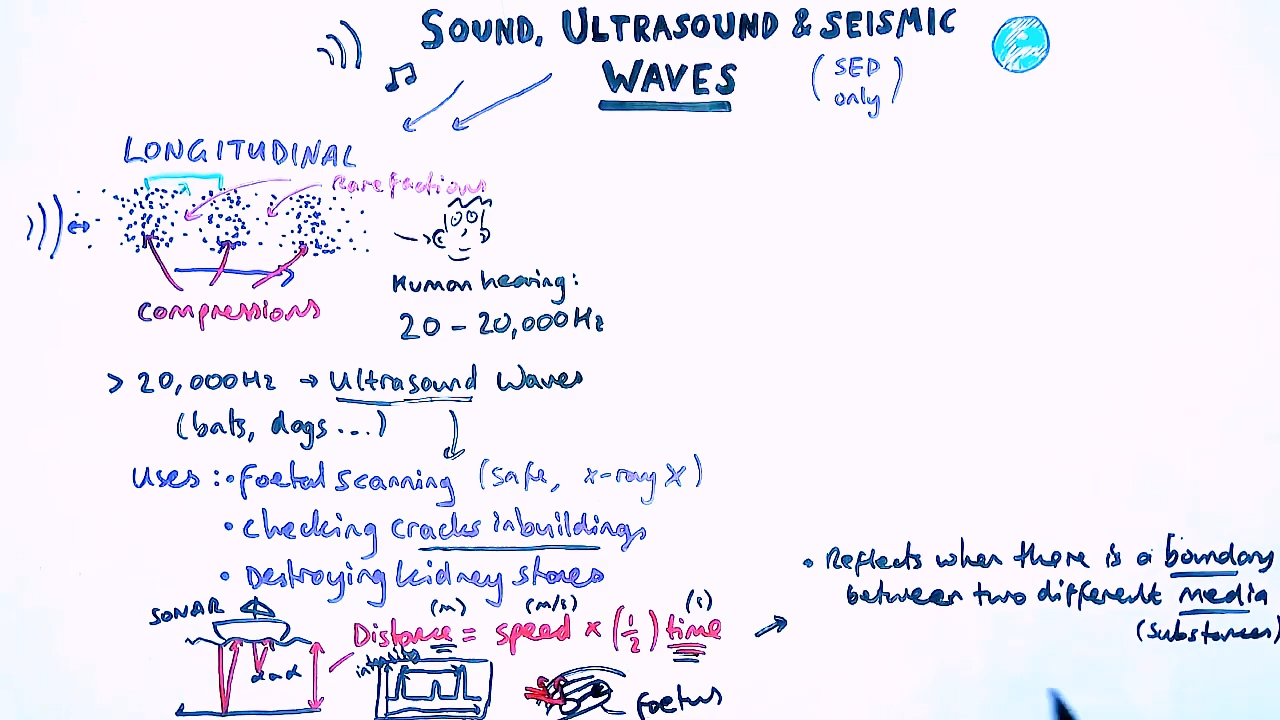 SOUND, ULTRASOUND & SEISMIC
WAVES
(SEP
only)
LONGITUDINAL
Rarefactions
compressions
Human hearing:
20 - 20,000Hz
> 20,000Hz → Ultrasound Waves
(bats, dogs ...)
Uses: • Foetal scanning (safe, x-ray X)
• checking cracks in buildings
• Destroying kidney stones
SONAR
(m) (m/s) (s)
Distance = speed × (1/2) time
intensity
Foetus
• Reflects when there is a boundary
between two different media
(substances)